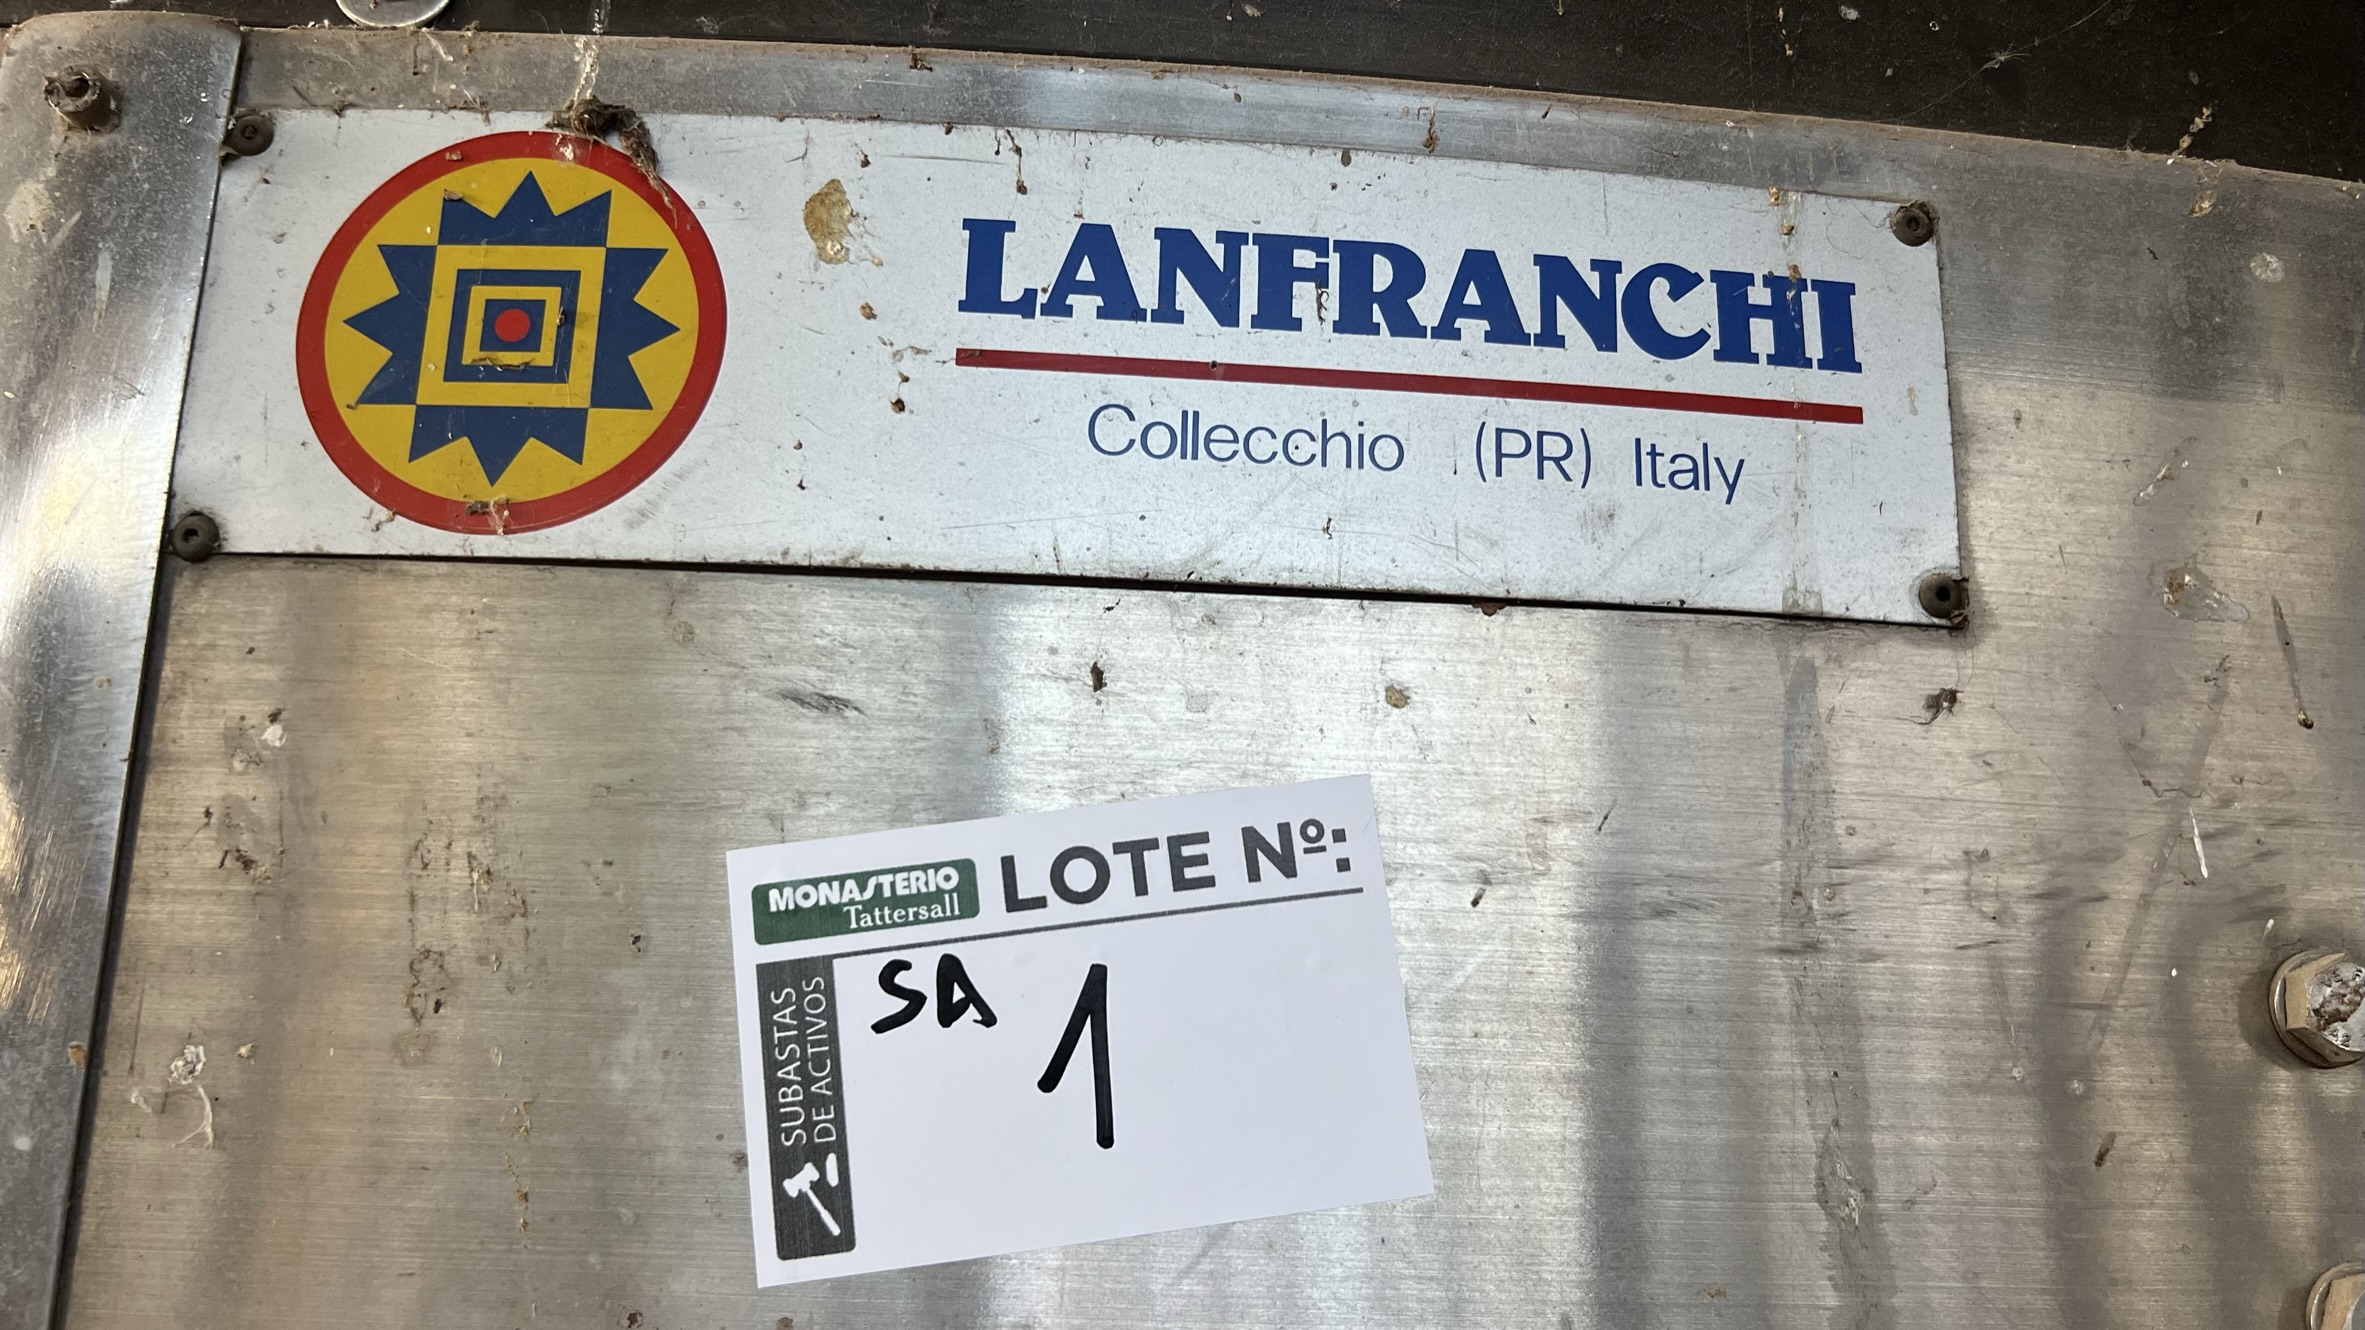 LANFRANCHI
Collecchio (PR) Italy
MONASTERIO
Tattersall
LOTE Nº:
SUBASTAS
DE ACTIVOS
SA
1